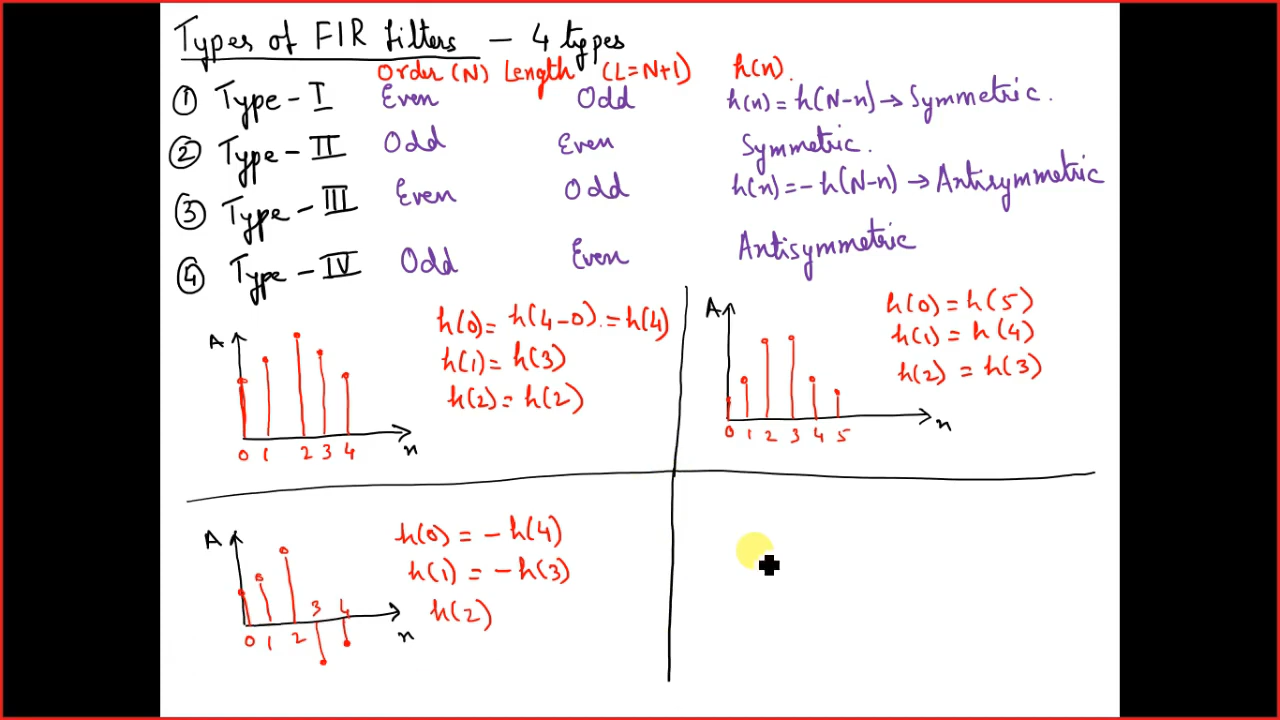 Types of FIR filters – 4 types
Order (N) Length (L=N+1) h(n).
① Type - I Even Odd h(n) = h(N-n) → Symmetric.
② Type - II Odd Even Symmetric.
③ Type - III Even Odd h(n) = - h(N-n) → Antisymmetric
④ Type - IV Odd Even Antisymmetric
A
h(0) = h(4-0) = h(4)
h(1) = h(3)
h(2) = h(2)
0 1 2 3 4 n
A
h(0) = h(5)
h(1) = h(4)
h(2) = h(3)
0 1 2 3 4 5 n
A
h(0) = - h(4)
h(1) = - h(3)
h(2)
3 4
0 1 2 n